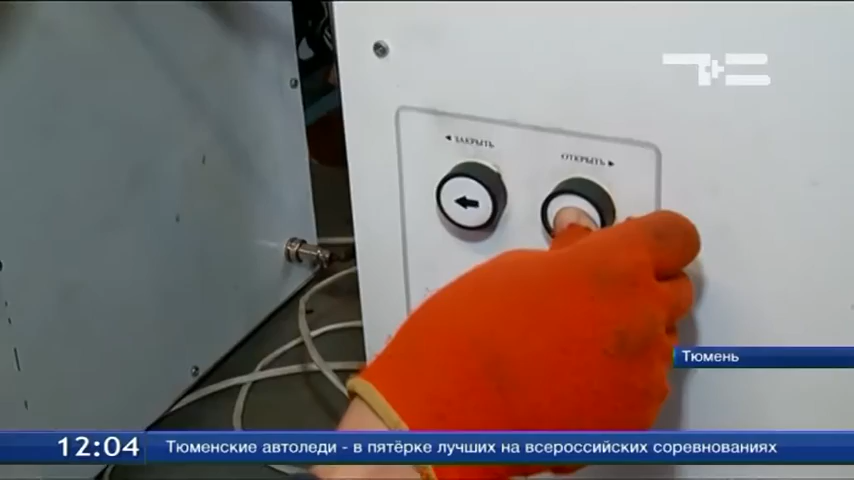 Т+Е
◄ ЗАКРЫТЬ
ОТКРЫТЬ ►
Тюмень
12:04 Тюменские автоледи - в пятёрке лучших на всероссийских соревнованиях